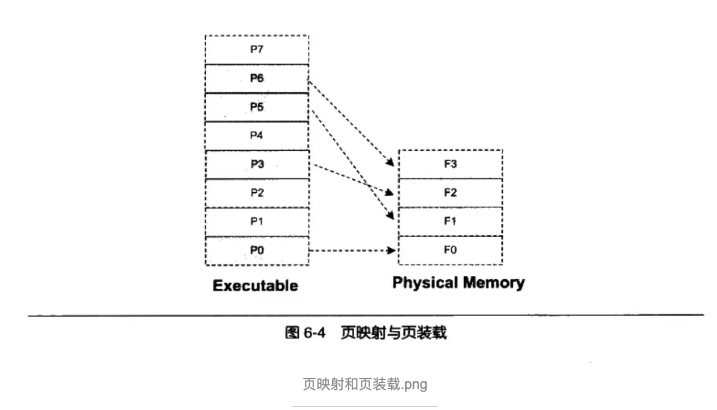 P7
P6
P5
P4
P3
P2
P1
P0
F3
F2
F1
F0
Executable
Physical Memory
图 6-4 页映射与页装载
页映射和页装载.png